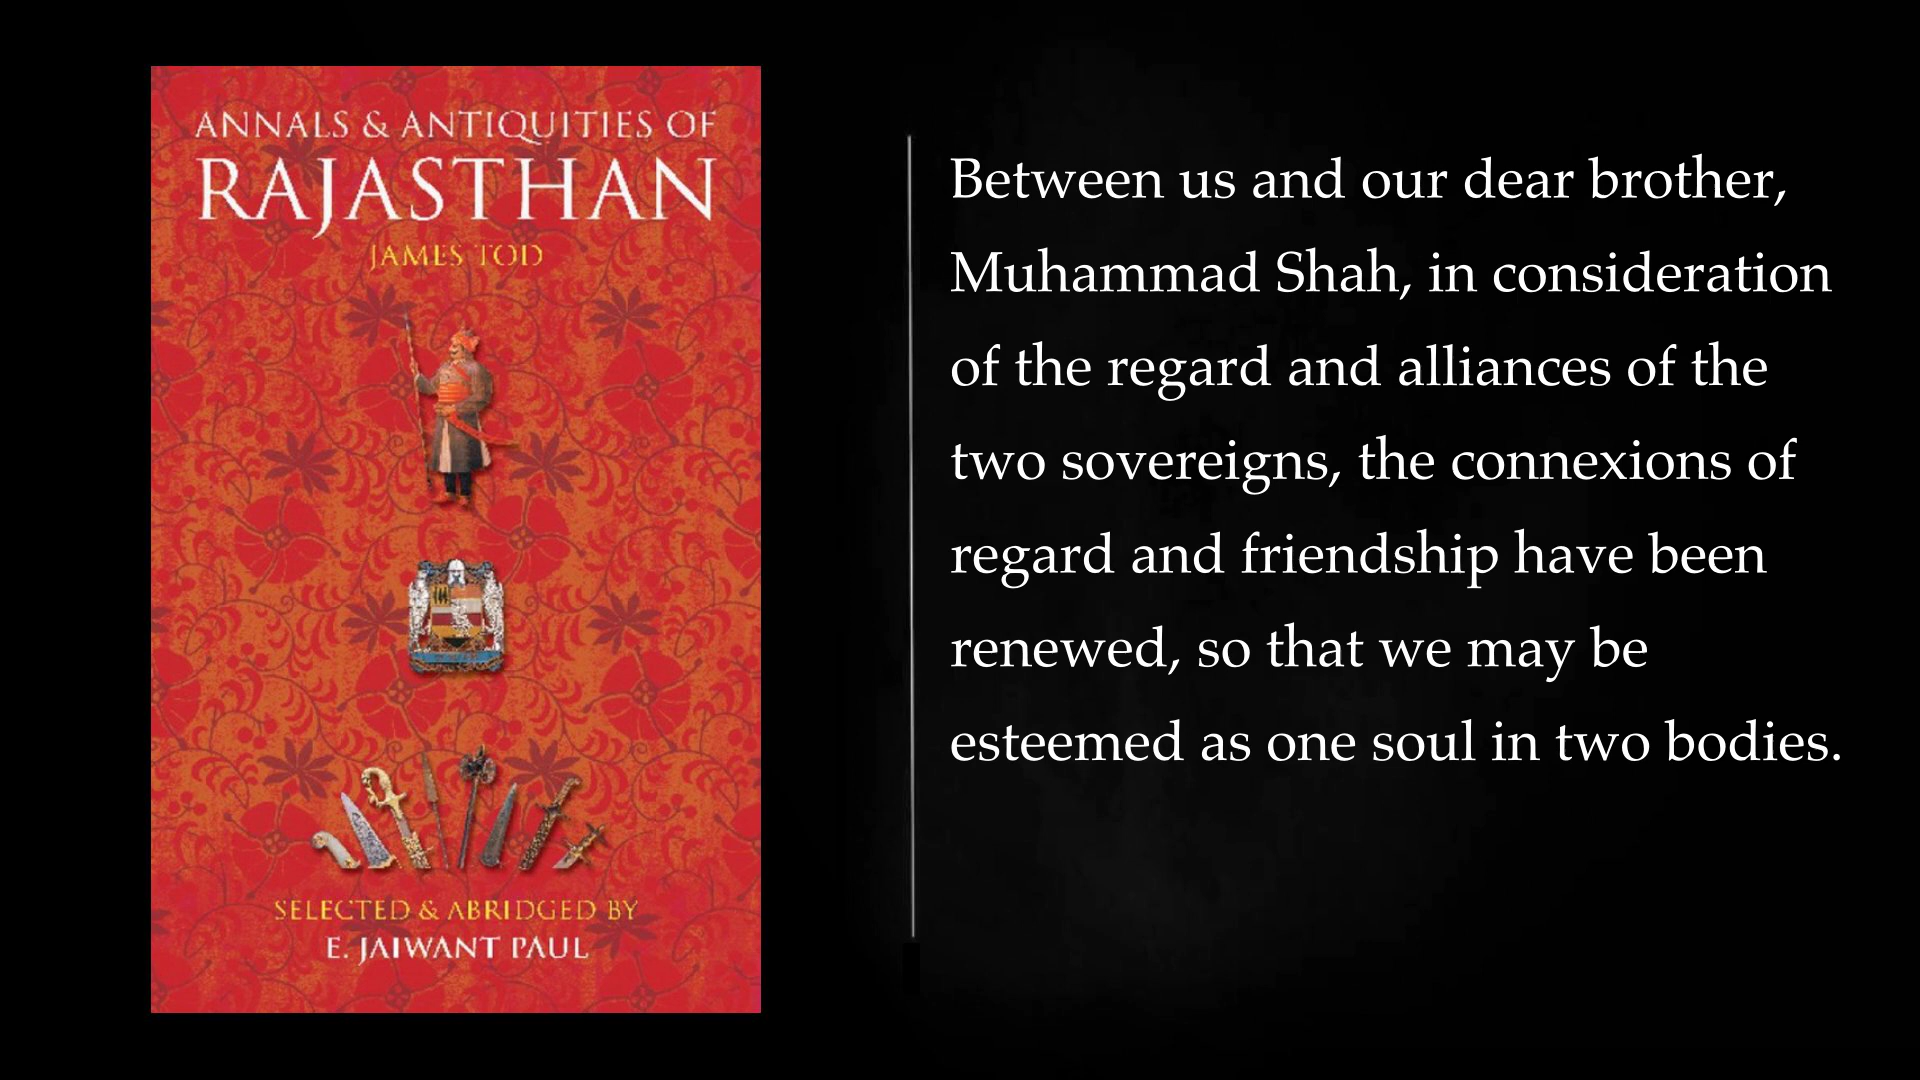 ANNALS & ANTIQUITIES OF
RAJASTHAN
JAMES TOD
SELECTED & ABRIDGED BY
E. JAIWANT PAUL
Between us and our dear brother,
Muhammad Shah, in consideration
of the regard and alliances of the
two sovereigns, the connexions of
regard and friendship have been
renewed, so that we may be
esteemed as one soul in two bodies.